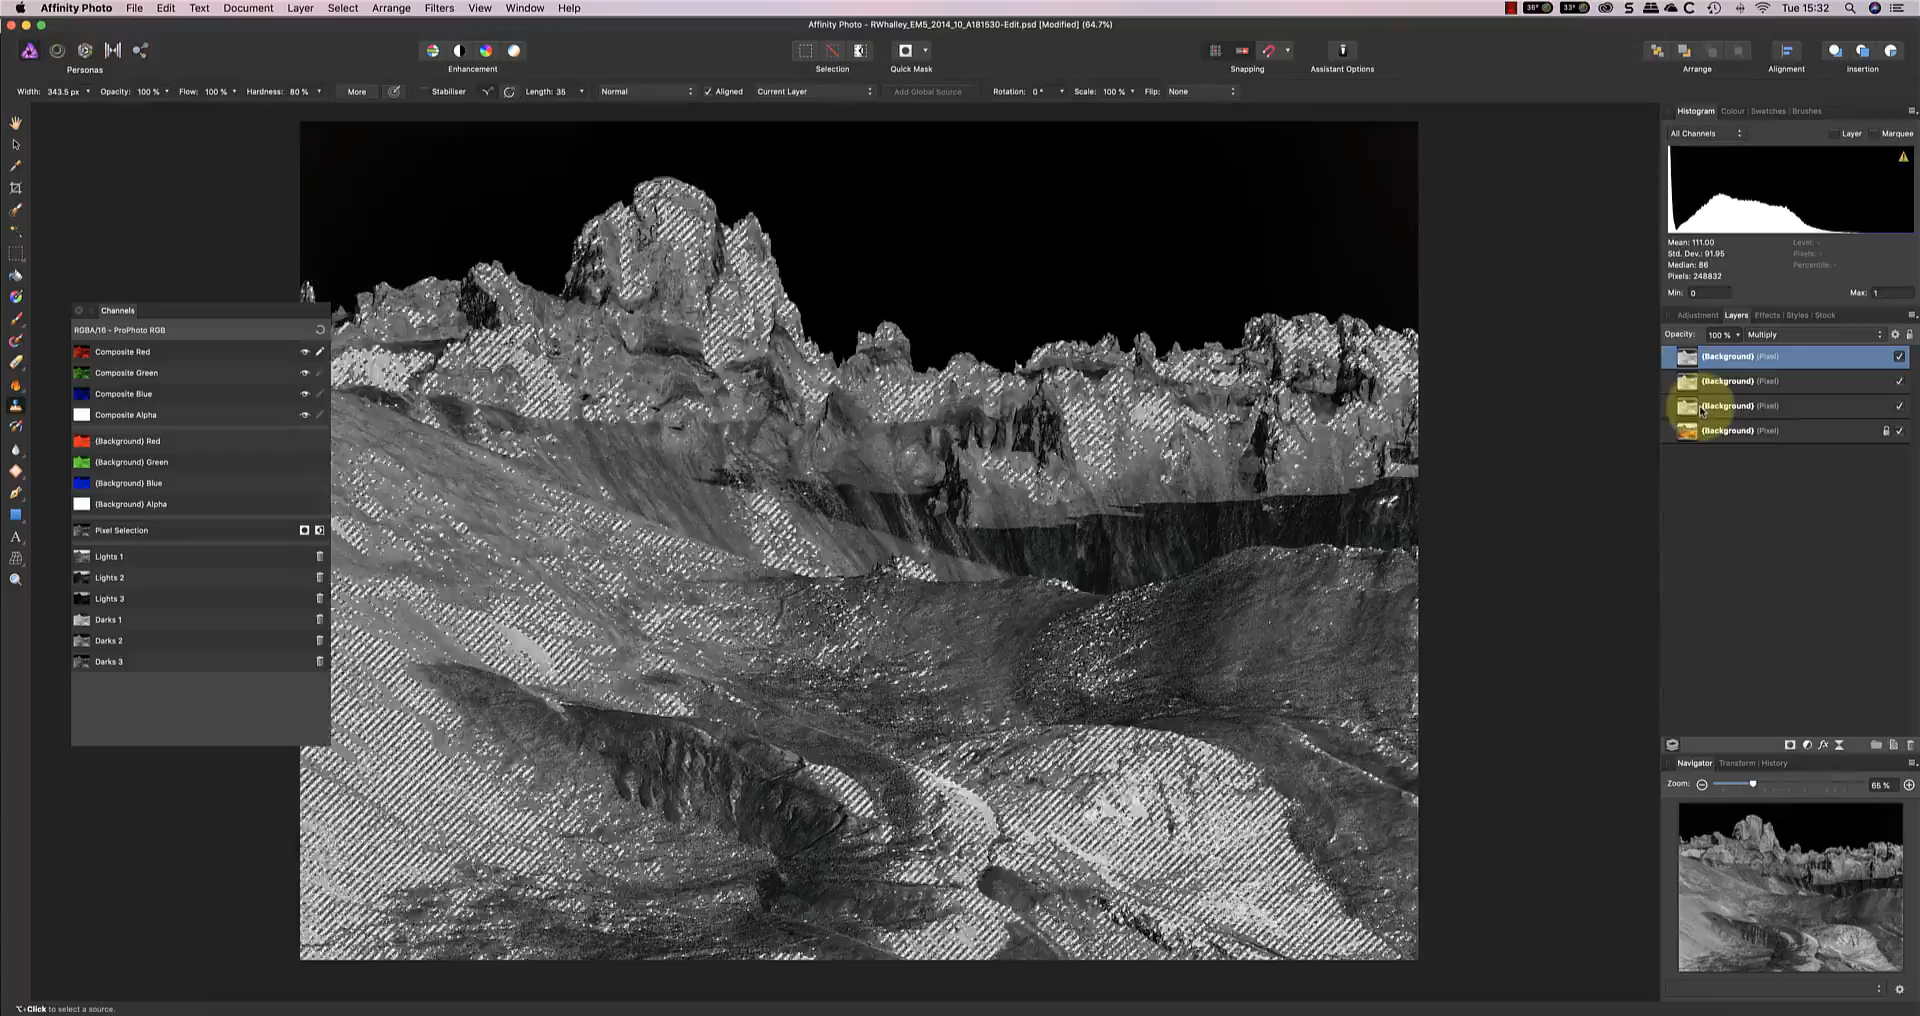 Affinity Photo File Edit Text Document Layer Select Arrange Filters View Window Help 36° 33° Tue 15:32
Affinity Photo - RWhalley_EM5_2014_10_A181530-Edit.psd [Modified] (64.7%)
Personas Enhancement Selection Quick Mask Snapping Assistant Options Arrange Alignment Insertion
Width: 343.5 px Opacity: 100 % Flow: 100 % Hardness: 80 % More Stabiliser Length: 35 Normal Aligned Current Layer Add Global Source Rotation: 0° Scale: 100 % Flip: None
Histogram Colour Swatches Brushes
All Channels Layer Marquee
Mean: 111.00 Level: -
Std. Dev.: 91.95 Pixels: -
Median: 86 Percentile: -
Pixels: 248832
Min: 0 Max: 1
Adjustment Layers Effects Styles Stock
Opacity: 100 % Multiply
(Background) (Pixel)
(Background) (Pixel)
(Background) (Pixel)
(Background) (Pixel)
Channels
RGBA/16 - ProPhoto RGB
Composite Red
Composite Green
Composite Blue
Composite Alpha
(Background) Red
(Background) Green
(Background) Blue
(Background) Alpha
Pixel Selection
Lights 1
Lights 2
Lights 3
Darks 1
Darks 2
Darks 3
Navigator Transform History
Zoom: 65 %
⌥+Click to select a source.